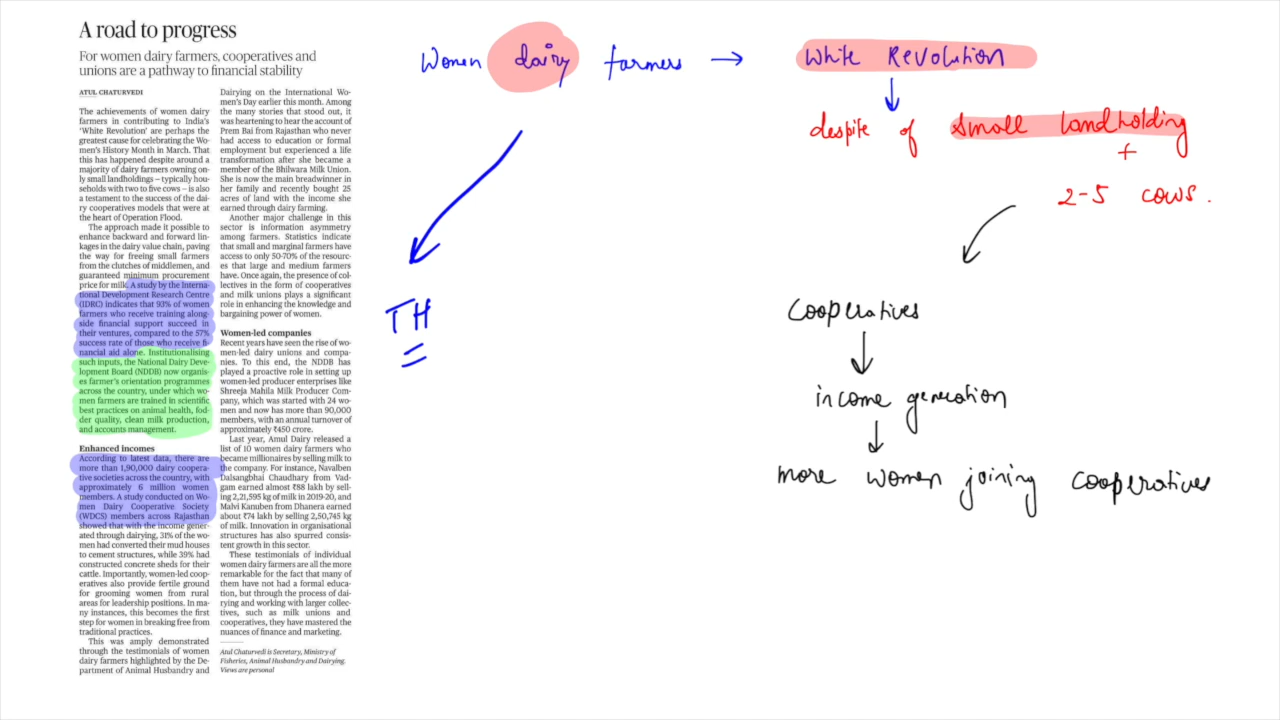 A road to progress
For women dairy farmers, cooperatives and
unions are a pathway to financial stability
ATUL CHATURVEDI
The achievements of women dairy
farmers in contributing to India's
'White Revolution' are perhaps the
greatest cause for celebrating the Wo-
men's History Month in March. That
this has happened despite around a
majority of dairy farmers owning on-
ly small landholdings – typically hou-
seholds with two to five cows – is also
a testament to the success of the dai-
ry cooperatives models that were at
the heart of Operation Flood.
The approach made it possible to
enhance backward and forward lin-
kages in the dairy value chain, paving
the way for freeing small farmers
from the clutches of middlemen, and
guaranteed minimum procurement
price for milk. A study by the Interna-
tional Development Research Centre
(IDRC) indicates that 93% of women
farmers who receive training along-
side financial support succeed in
their ventures, compared to the 57%
success rate of those who receive fi-
nancial aid alone. Institutionalising
such inputs, the National Dairy Deve-
lopment Board (NDDB) now organis-
es farmer's orientation programmes
across the country, under which wo-
men farmers are trained in scientific
best practices on animal health, fod-
der quality, clean milk production,
and accounts management.
Enhanced incomes
According to latest data, there are
more than 1,90,000 dairy coopera-
tive societies across the country, with
approximately 6 million women
members. A study conducted on Wo-
men Dairy Cooperative Society
(WDCS) members across Rajasthan
showed that with the income gener-
ated through dairying, 31% of the wo-
men had converted their mud houses
to cement structures, while 39% had
constructed concrete sheds for their
cattle. Importantly, women-led coop-
eratives also provide fertile ground
for grooming women from rural
areas for leadership positions. In ma-
ny instances, this becomes the first
step for women in breaking free from
traditional practices.
This was amply demonstrated
through the testimonials of women
dairy farmers highlighted by the De-
partment of Animal Husbandry and
Dairying on the International Wo-
men's Day earlier this month. Among
the many stories that stood out, it
was heartening to hear the account of
Prem Bai from Rajasthan who never
had access to education or formal
employment but experienced a life
transformation after she became a
member of the Bhilwara Milk Union.
She is now the main breadwinner in
her family and recently bought 25
acres of land with the income she
earned through dairy farming.
Another major challenge in this
sector is information asymmetry
among farmers. Statistics indicate
that small and marginal farmers have
access to only 50-70% of the resourc-
es that large and medium farmers
have. Once again, the presence of col-
lectives in the form of cooperatives
and milk unions plays a significant
role in enhancing the knowledge and
bargaining power of women.
Women-led companies
Recent years have seen the rise of wo-
men-led dairy unions and compa-
nies. To this end, the NDDB has
played a proactive role in setting up
women-led producer enterprises like
Shreeja Mahila Milk Producer Com-
pany, which was started with 24 wo-
men and now has more than 90,000
members, with an annual turnover of
approximately ₹450 crore.
Last year, Amul Dairy released a
list of 10 women dairy farmers who
became millionaires by selling milk to
the company. For instance, Navalben
Dalsangbhai Chaudhary from Vad-
gam earned almost ₹88 lakh by sell-
ing 2,21,595 kg of milk in 2019-20, and
Malvi Kanuben from Dhanera earned
about ₹74 lakh by selling 2,50,745 kg
of milk. Innovation in organisational
structures has also spurred consis-
tent growth in this sector.
These testimonials of individual
women dairy farmers are all the more
remarkable for the fact that many of
them have not had a formal educa-
tion, but through the process of dai-
rying and working with larger collec-
tives, such as milk unions and
cooperatives, they have mastered the
nuances of finance and marketing.
Atul Chaturvedi is Secretary, Ministry of
Fisheries, Animal Husbandry and Dairying.
Views are personal
Women dairy farmers → White Revolution
despite of small landholding
+
2-5 cows.
TH
Cooperatives
income generation
more women joining cooperatives